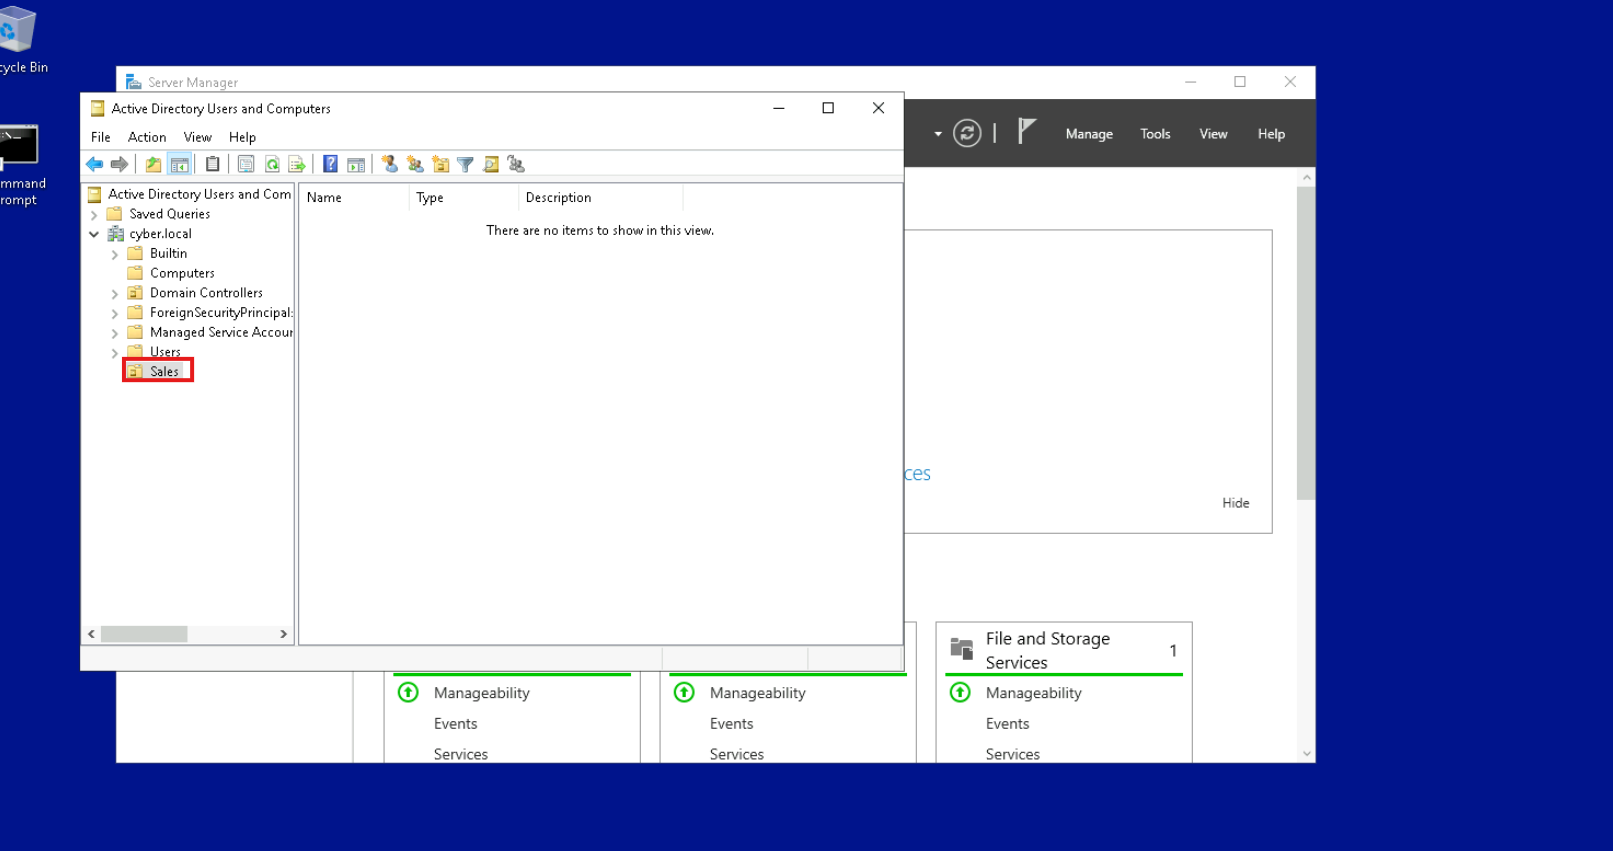 cycle Bin
ommand
rompt
Server Manager
Manage Tools View Help
Active Directory Users and Computers
File Action View Help
Active Directory Users and Com
Saved Queries
cyber.local
Builtin
Computers
Domain Controllers
ForeignSecurityPrincipal:
Managed Service Accour
Users
Sales
Name Type Description
There are no items to show in this view.
ces
Hide
File and Storage
Services
1
Manageability
Events
Services
Manageability
Events
Services
Manageability
Events
Services